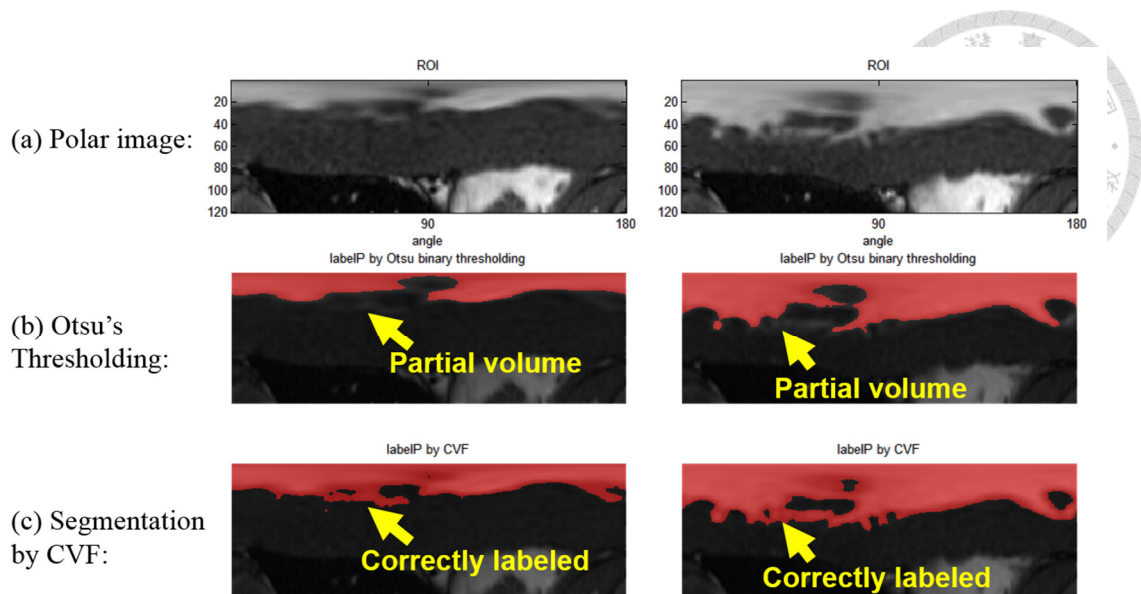 ROI
ROI
(a) Polar image:
20
40
60
80
100
120
90
180
angle
20
40
60
80
100
120
90
180
angle
labelP by Otsu binary thresholding
labelP by Otsu binary thresholding
(b) Otsu's
Thresholding:
Partial volume
Partial volume
labelP by CVF
labelP by CVF
(c) Segmentation
by CVF:
Correctly labeled
Correctly labeled